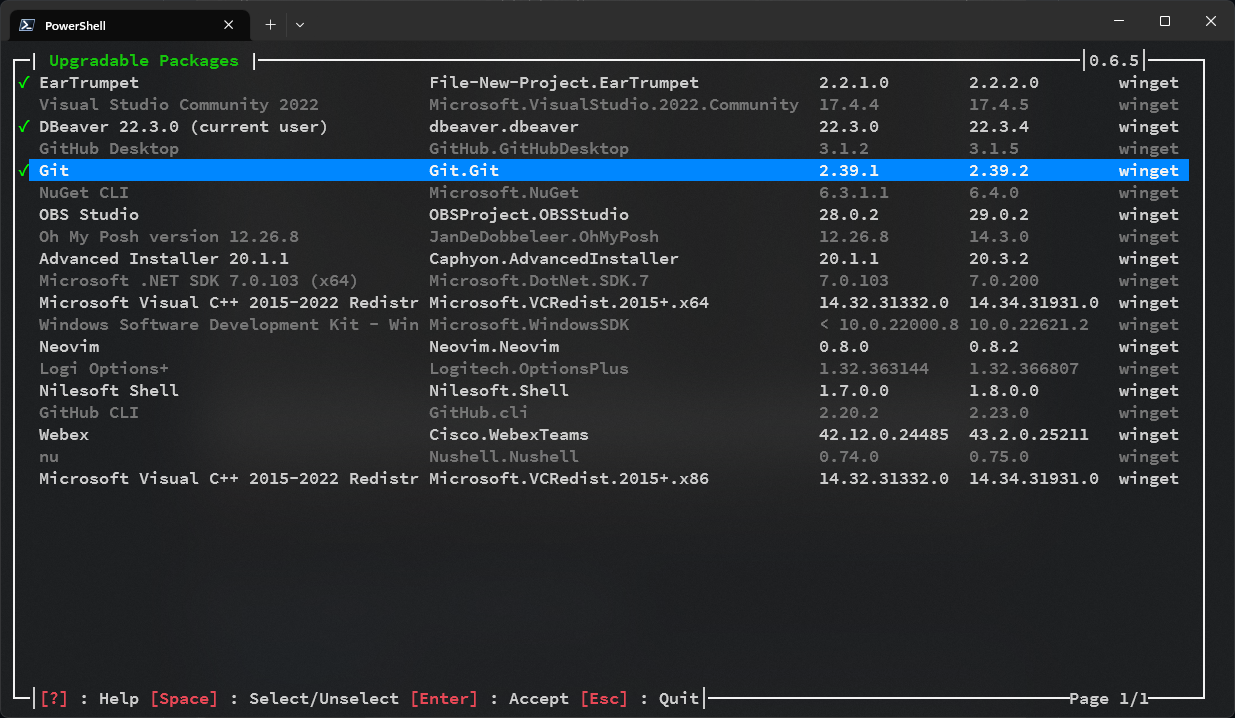 PowerShell
Upgradable Packages 0.6.5
✓ EarTrumpet File-New-Project.EarTrumpet 2.2.1.0 2.2.2.0 winget
Visual Studio Community 2022 Microsoft.VisualStudio.2022.Community 17.4.4 17.4.5 winget
✓ DBeaver 22.3.0 (current user) dbeaver.dbeaver 22.3.0 22.3.4 winget
GitHub Desktop GitHub.GitHubDesktop 3.1.2 3.1.5 winget
✓ Git Git.Git 2.39.1 2.39.2 winget
NuGet CLI Microsoft.NuGet 6.3.1.1 6.4.0 winget
OBS Studio OBSProject.OBSStudio 28.0.2 29.0.2 winget
Oh My Posh version 12.26.8 JanDeDobbeleer.OhMyPosh 12.26.8 14.3.0 winget
Advanced Installer 20.1.1 Caphyon.AdvancedInstaller 20.1.1 20.3.2 winget
Microsoft .NET SDK 7.0.103 (x64) Microsoft.DotNet.SDK.7 7.0.103 7.0.200 winget
Microsoft Visual C++ 2015-2022 Redistr Microsoft.VCRedist.2015+.x64 14.32.31332.0 14.34.31931.0 winget
Windows Software Development Kit - Win Microsoft.WindowsSDK < 10.0.22000.8 10.0.22621.2 winget
Neovim Neovim.Neovim 0.8.0 0.8.2 winget
Logi Options+ Logitech.OptionsPlus 1.32.363144 1.32.366807 winget
Nilesoft Shell Nilesoft.Shell 1.7.0.0 1.8.0.0 winget
GitHub CLI GitHub.cli 2.20.2 2.23.0 winget
Webex Cisco.WebexTeams 42.12.0.24485 43.2.0.25211 winget
nu Nushell.Nushell 0.74.0 0.75.0 winget
Microsoft Visual C++ 2015-2022 Redistr Microsoft.VCRedist.2015+.x86 14.32.31332.0 14.34.31931.0 winget
[?] : Help [Space] : Select/Unselect [Enter] : Accept [Esc] : Quit Page 1/1